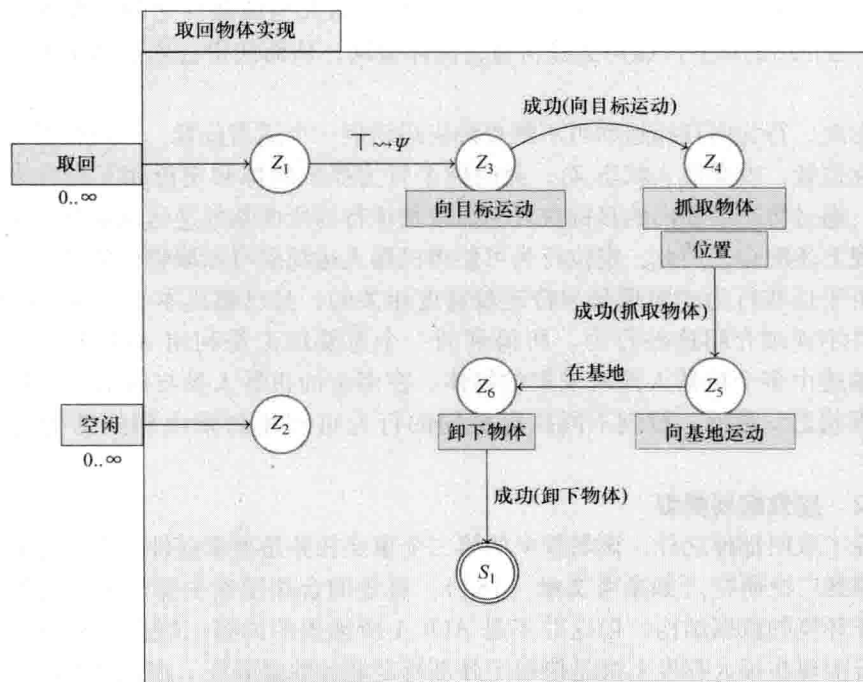 取回物体实现
成功(向目标运动)
取回
0..∞
Z₁
⊤⤳Ψ
Z₃
向目标运动
Z₄
抓取物体
位置
成功(抓取物体)
空闲
0..∞
Z₂
Z₆
卸下物体
在基地
Z₅
向基地运动
成功(卸下物体)
S₁